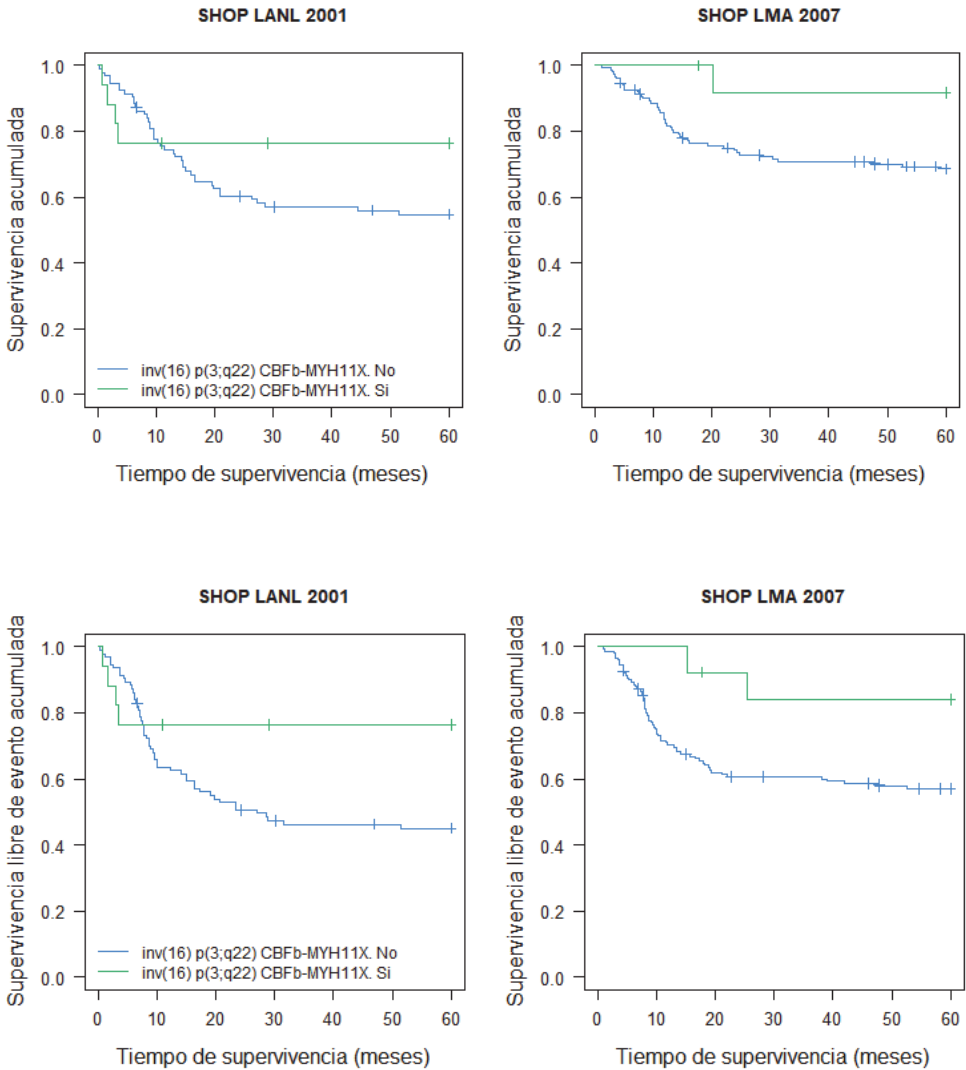 SHOP LANL 2001
Supervivencia acumulada
1.0
0.8
0.6
0.4
0.2
0.0
inv(16) p(3;q22) CBFb-MYH11X. No
inv(16) p(3;q22) CBFb-MYH11X. Si
0 10 20 30 40 50 60
Tiempo de supervivencia (meses)
SHOP LMA 2007
Supervivencia acumulada
1.0
0.8
0.6
0.4
0.2
0.0
0 10 20 30 40 50 60
Tiempo de supervivencia (meses)
SHOP LANL 2001
Supervivencia libre de evento acumulada
1.0
0.8
0.6
0.4
0.2
0.0
inv(16) p(3;q22) CBFb-MYH11X. No
inv(16) p(3;q22) CBFb-MYH11X. Si
0 10 20 30 40 50 60
Tiempo de supervivencia (meses)
SHOP LMA 2007
Supervivencia libre de evento acumulada
1.0
0.8
0.6
0.4
0.2
0.0
0 10 20 30 40 50 60
Tiempo de supervivencia (meses)